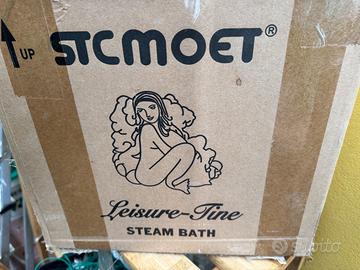 UP
STCMOET®
Leisure-Tine
STEAM BATH
Subito